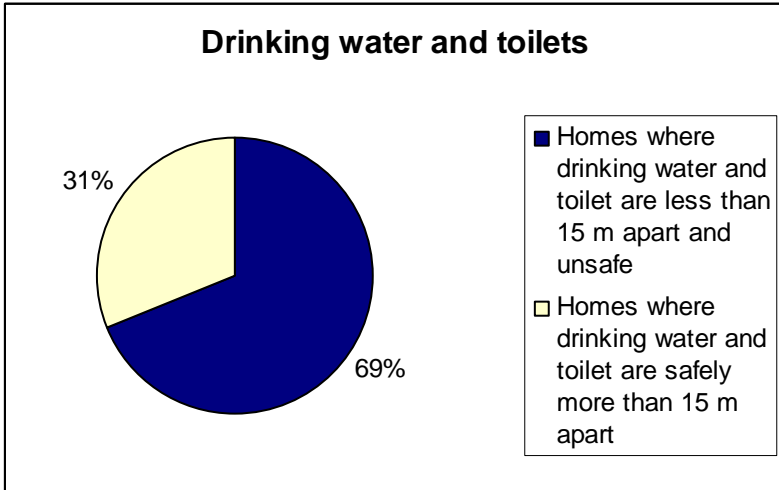 Drinking water and toilets
31%
69%
Homes where
drinking water and
toilet are less than
15 m apart and
unsafe
Homes where
drinking water and
toilet are safely
more than 15 m
apart